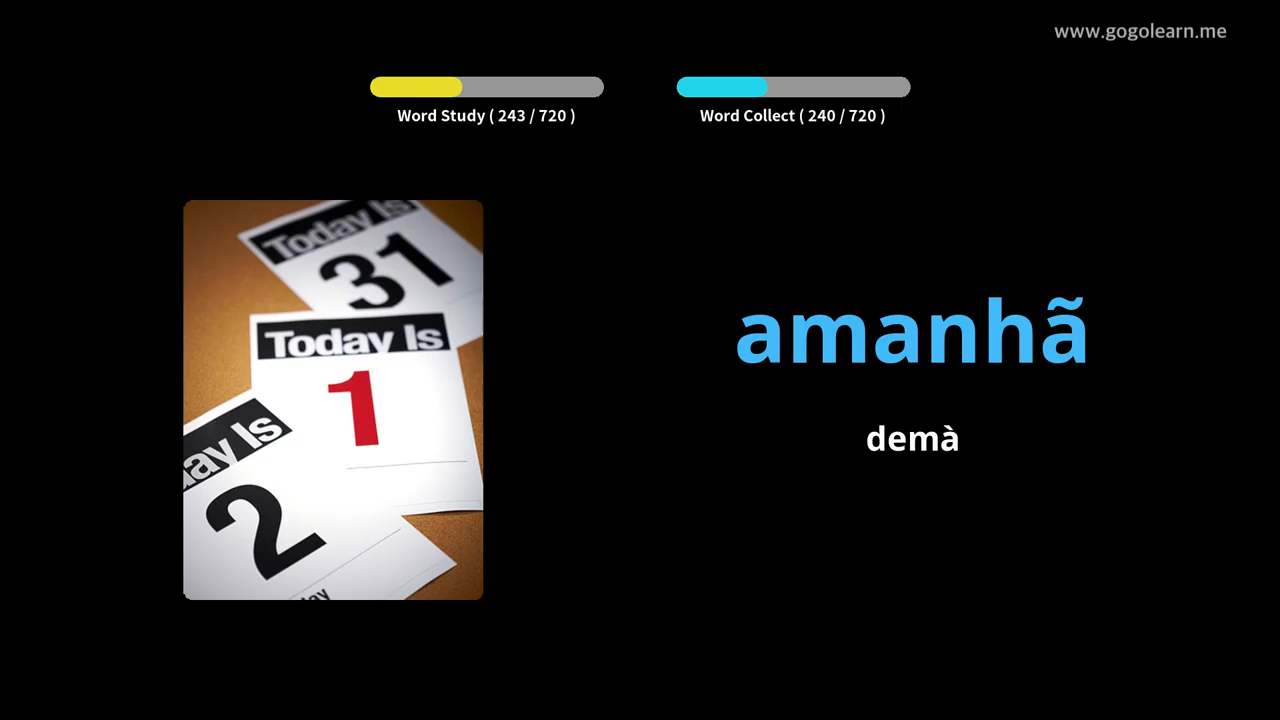 www.gogolearn.me
Word Study ( 243 / 720 )
Word Collect ( 240 / 720 )
Today Is
31
Today Is
1
ay Is
2
amanhã
demà